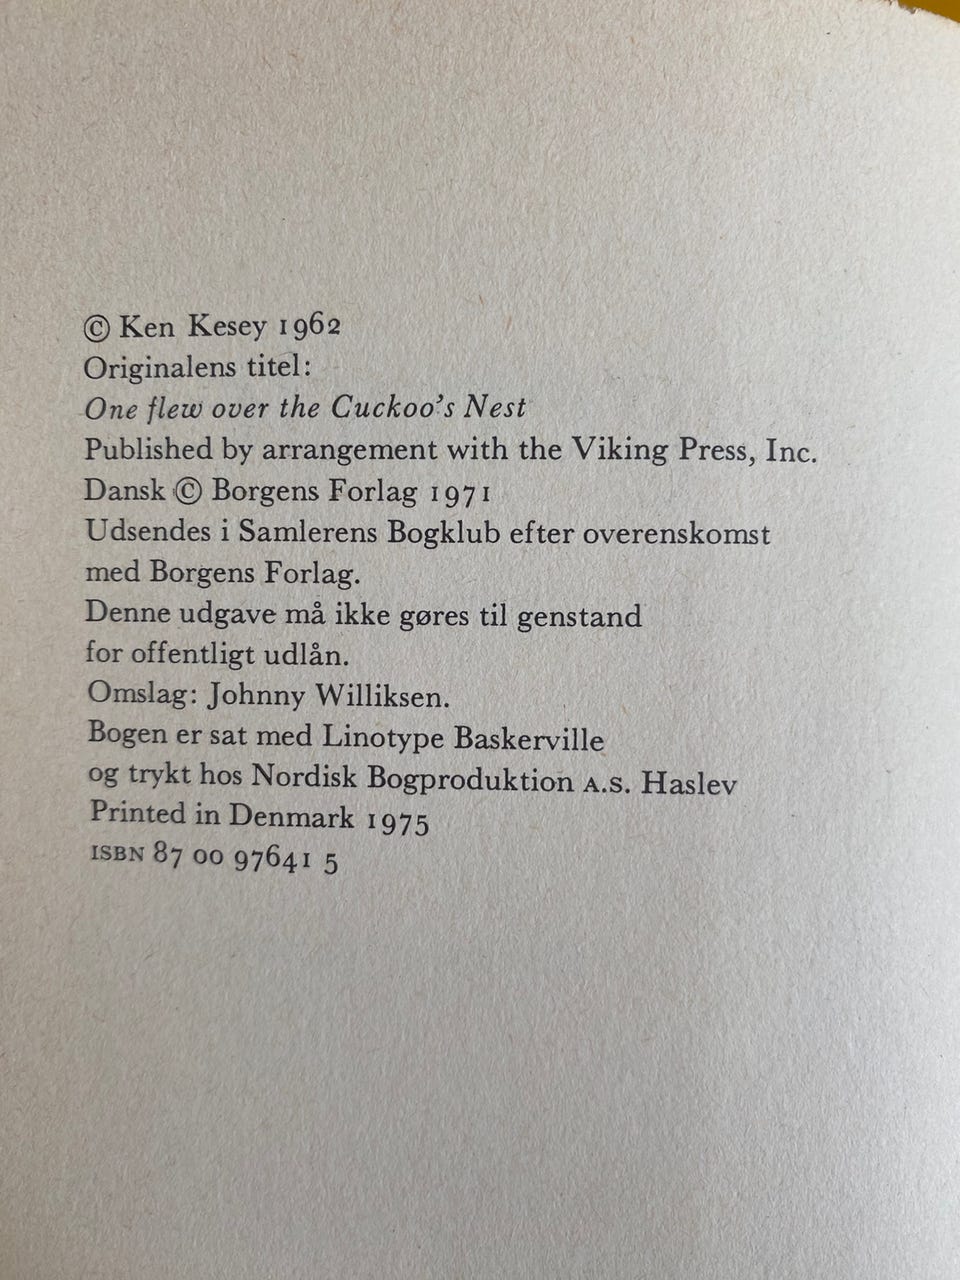 © Ken Kesey 1962
Originalens titel:
One flew over the Cuckoo's Nest
Published by arrangement with the Viking Press, Inc.
Dansk © Borgens Forlag 1971
Udsendes i Samlerens Bogklub efter overenskomst
med Borgens Forlag.
Denne udgave må ikke gøres til genstand
for offentligt udlån.
Omslag: Johnny Williksen.
Bogen er sat med Linotype Baskerville
og trykt hos Nordisk Bogproduktion A.S. Haslev
Printed in Denmark 1975
ISBN 87 00 97641 5